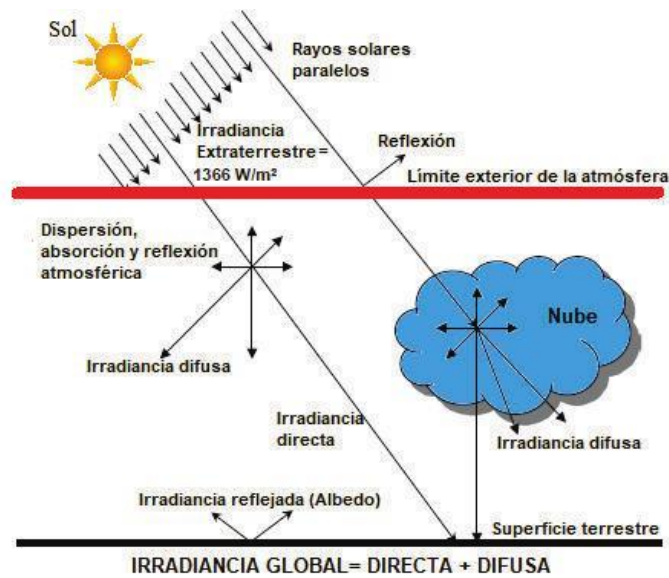 Sol
Rayos solares
paralelos
Irradiancia
Extraterrestre =
1366 W/m²
Reflexión
Límite exterior de la atmósfera
Dispersión,
absorción y reflexión
atmosférica
Nube
Irradiancia difusa
Irradiancia
directa
Irradiancia difusa
Irradiancia reflejada (Albedo)
Superficie terrestre
IRRADIANCIA GLOBAL= DIRECTA + DIFUSA